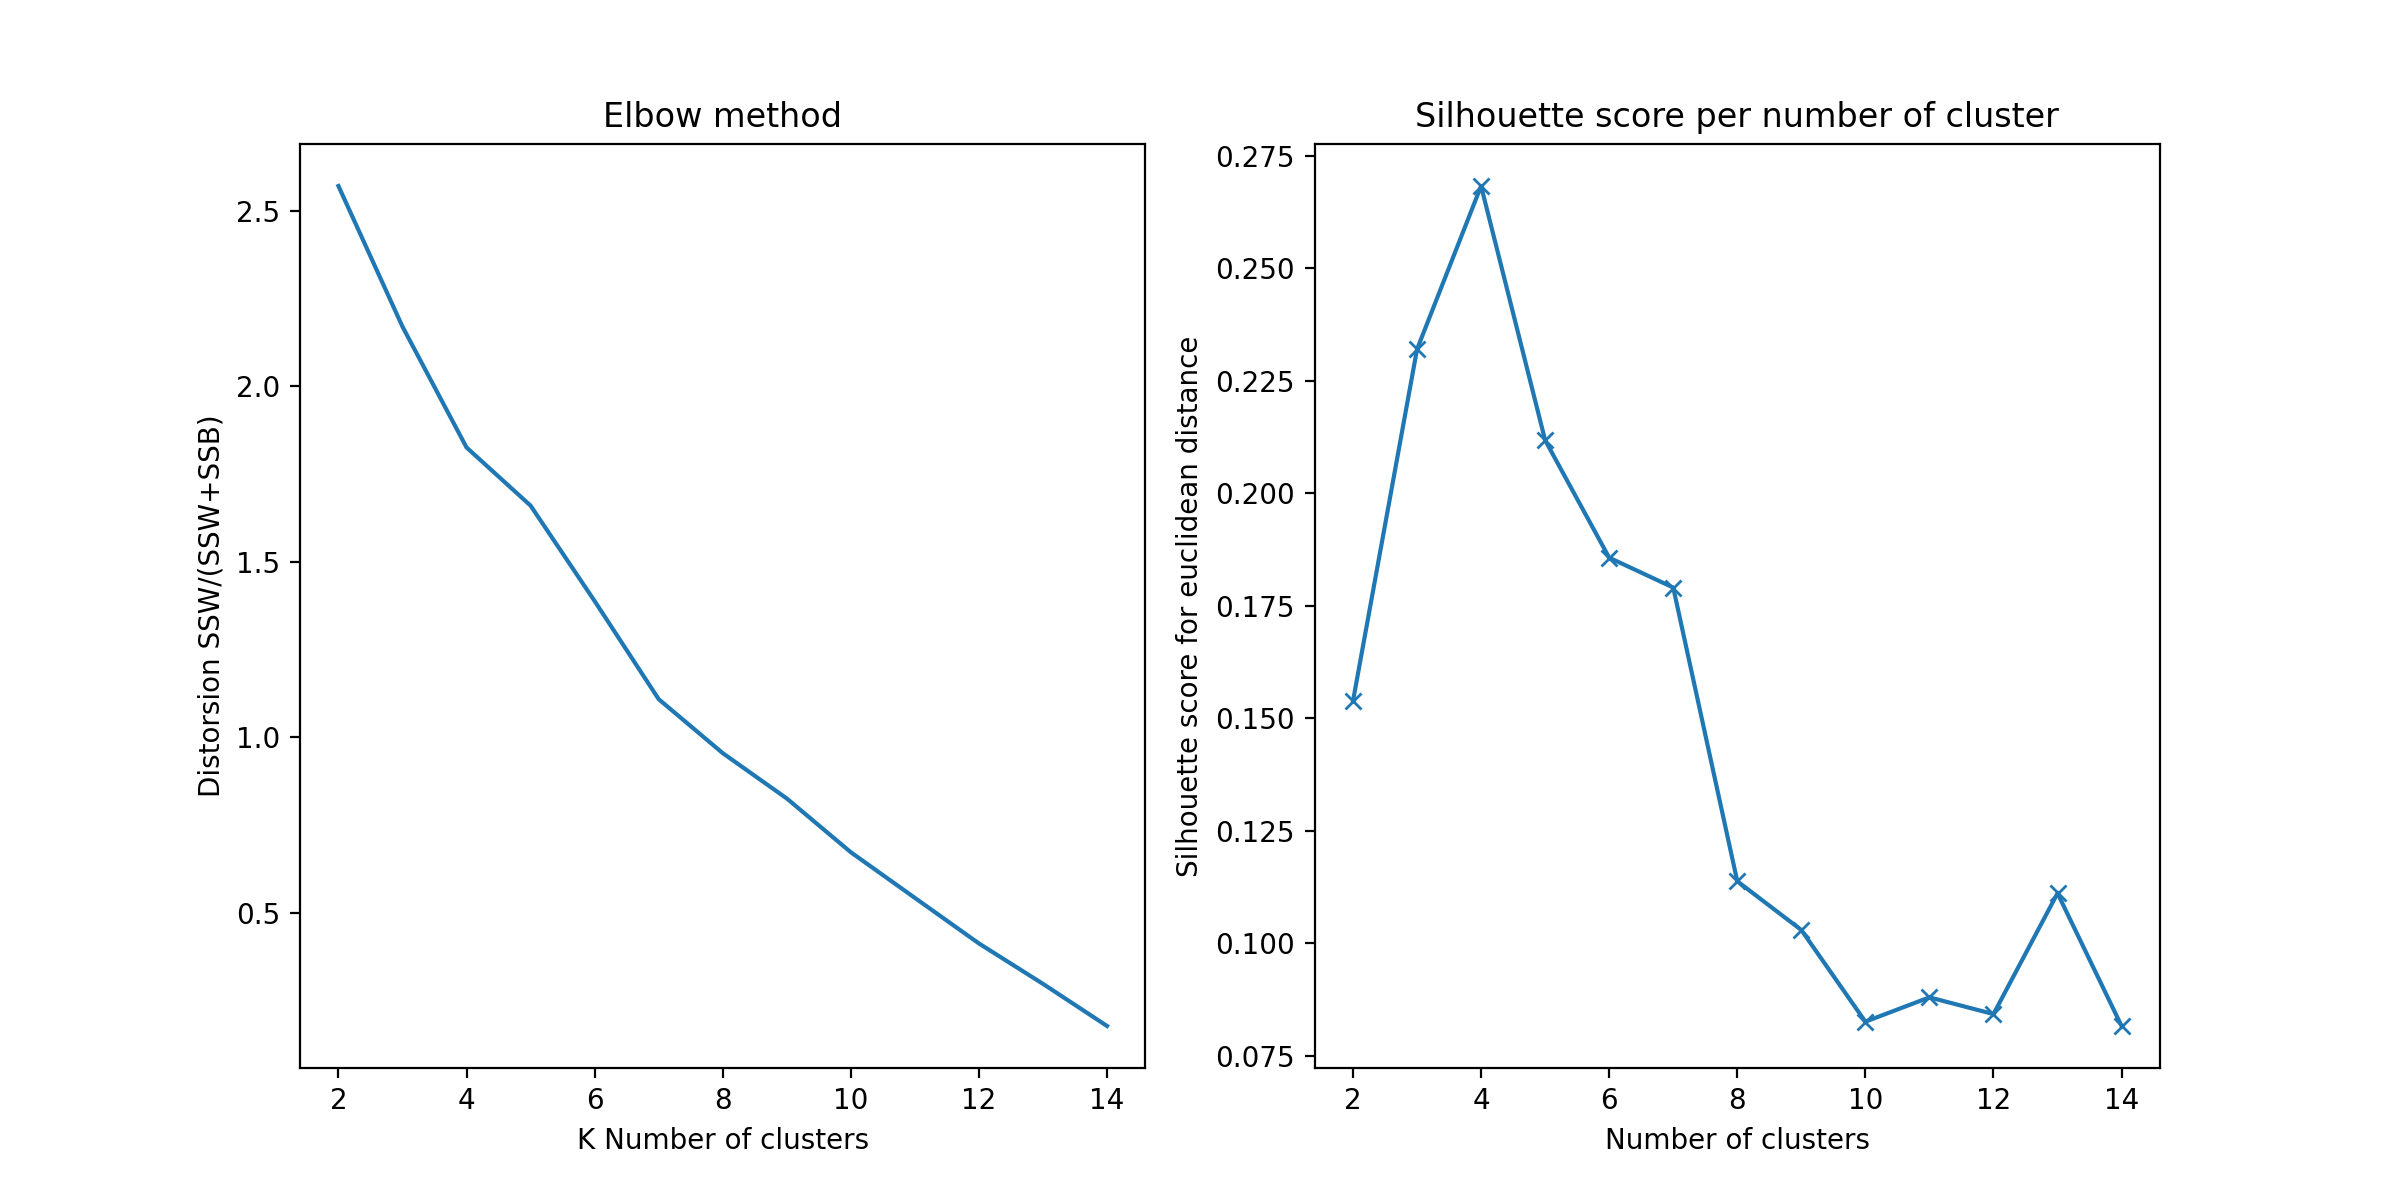 Elbow method
Distorsion SSW/(SSW+SSB)
2.5
2.0
1.5
1.0
0.5
2 4 6 8 10 12 14
K Number of clusters
Silhouette score per number of cluster
Silhouette score for euclidean distance
0.275
0.250
0.225
0.200
0.175
0.150
0.125
0.100
0.075
2 4 6 8 10 12 14
Number of clusters